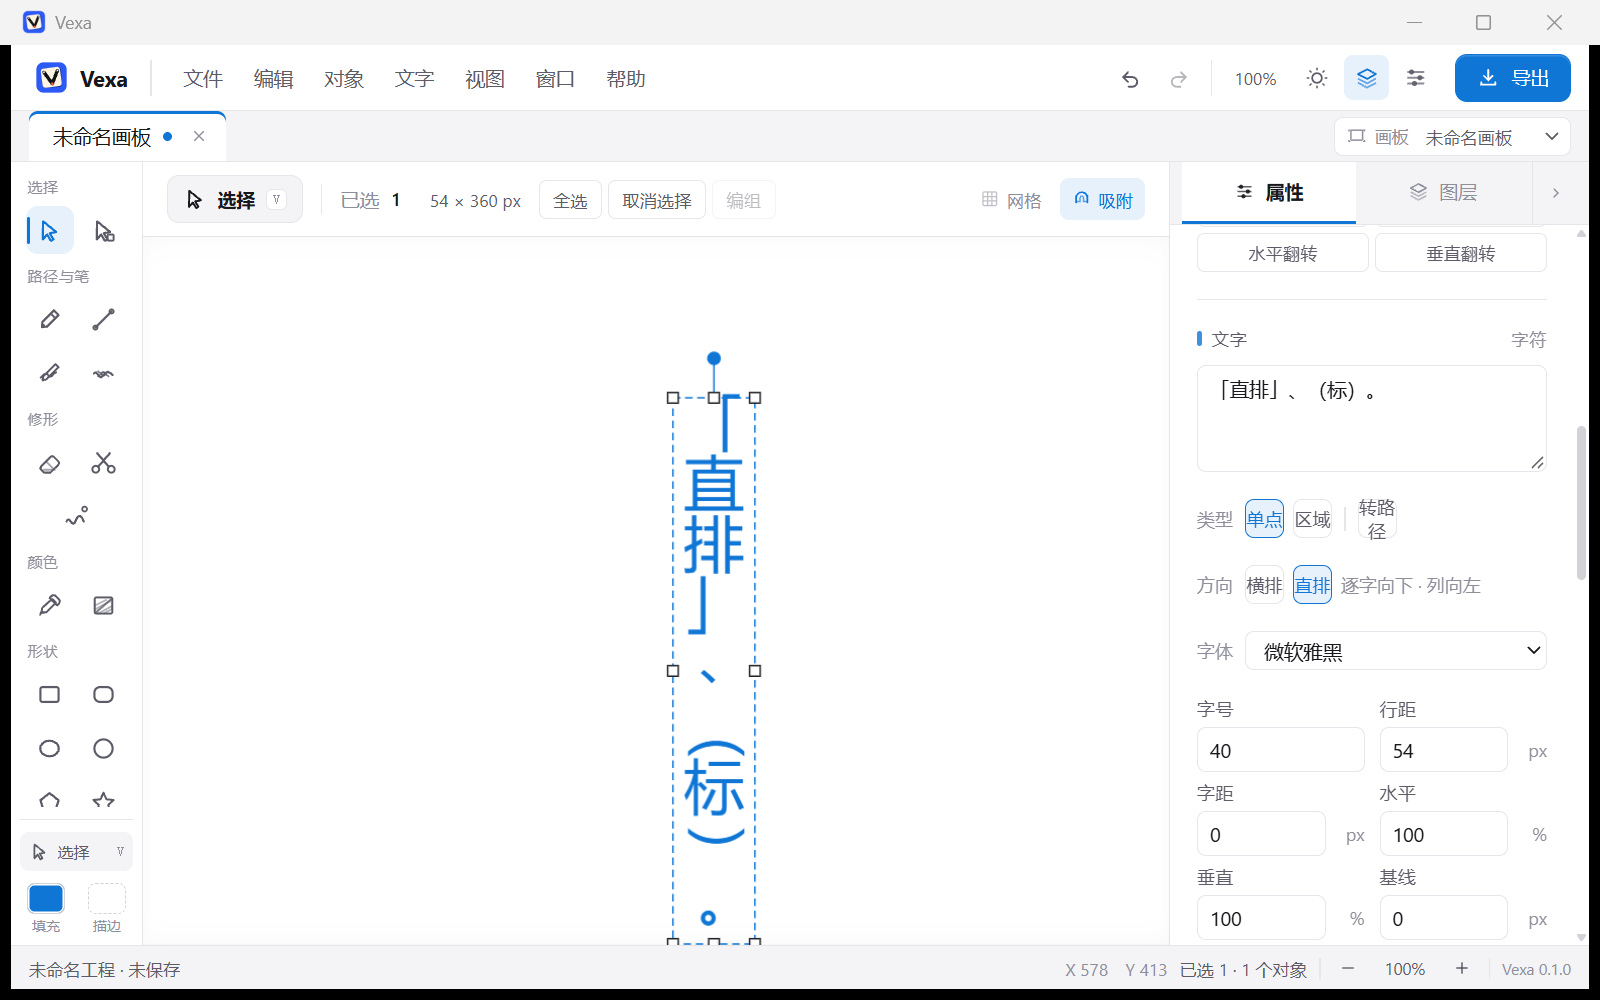 Vexa
Vexa
文件 编辑 对象 文字 视图 窗口 帮助
100%
导出
未命名画板
画板 未命名画板
选择
路径与笔
修形
颜色
形状
选择 V
填充 描边
选择 V
已选 1 54 × 360 px 全选 取消选择 编组
网格 吸附
「直排」、（标）。
属性 图层
水平翻转 垂直翻转
文字 字符
「直排」、（标）。
类型 单点 区域 转路径
方向 横排 直排 逐字向下 · 列向左
字体 微软雅黑
字号 行距
40 54 px
字距 水平
0 px 100 %
垂直 基线
100 % 0 px
未命名工程 · 未保存
X 578 Y 413 已选 1 · 1 个对象 − 100% + Vexa 0.1.0